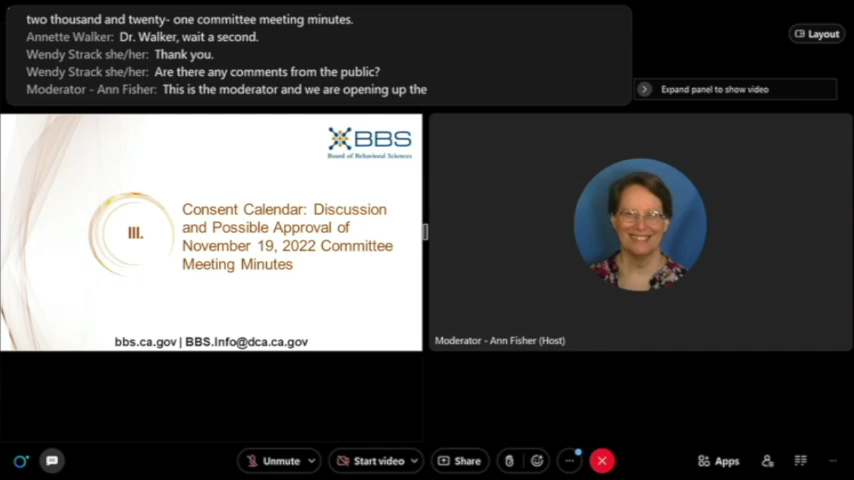 two thousand and twenty- one committee meeting minutes.
Annette Walker: Dr. Walker, wait a second.
Wendy Strack she/her: Thank you.
Wendy Strack she/her: Are there any comments from the public?
Moderator - Ann Fisher: This is the moderator and we are opening up the
Layout
Expand panel to show video
BBS
Board of Behavioral Sciences
III.
Consent Calendar: Discussion
and Possible Approval of
November 19, 2022 Committee
Meeting Minutes
bbs.ca.gov | BBS.Info@dca.ca.gov
Moderator - Ann Fisher (Host)
Unmute
Start video
Share
Apps